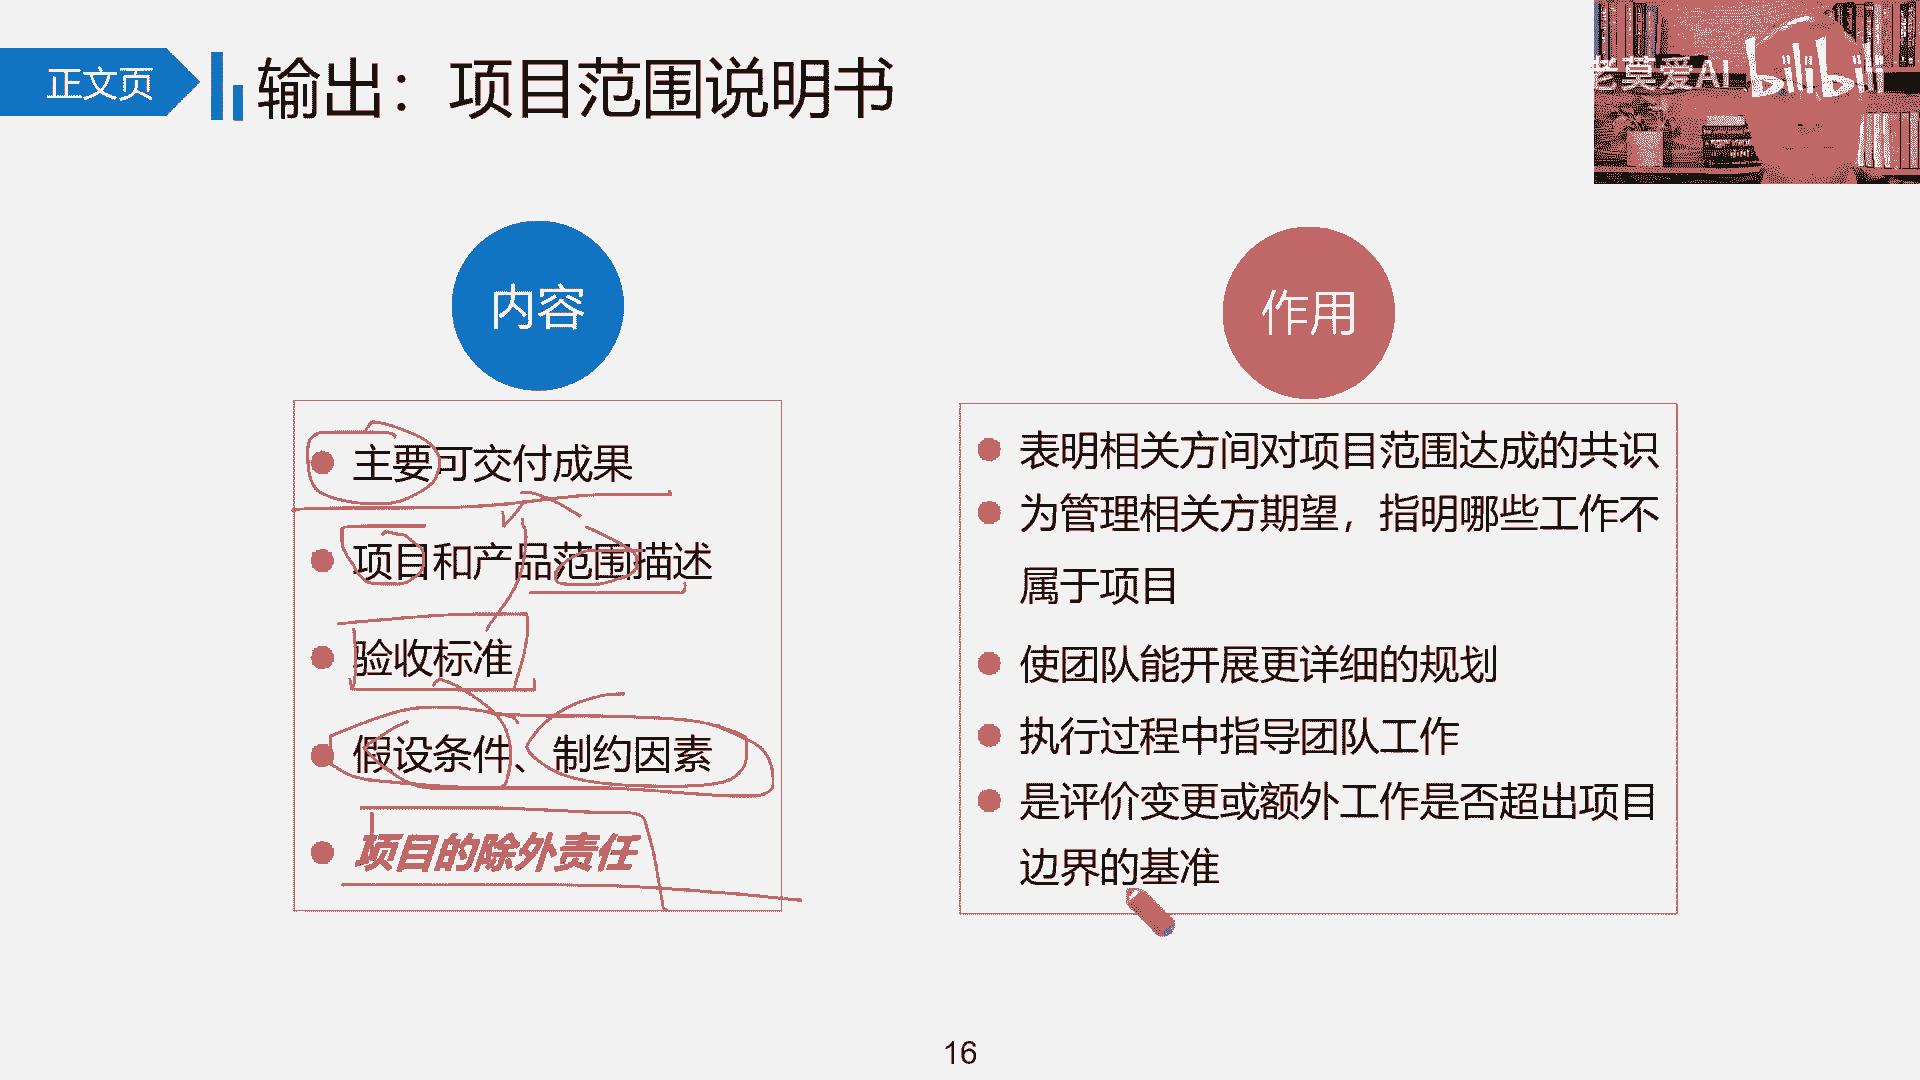 正文页
输出：项目范围说明书
老莫爱AI
bilibili
内容
主要可交付成果
项目和产品范围描述
验收标准
假设条件、制约因素
项目的除外责任
作用
表明相关方间对项目范围达成的共识
为管理相关方期望，指明哪些工作不
属于项目
使团队能开展更详细的规划
执行过程中指导团队工作
是评价变更或额外工作是否超出项目
边界的基准
16